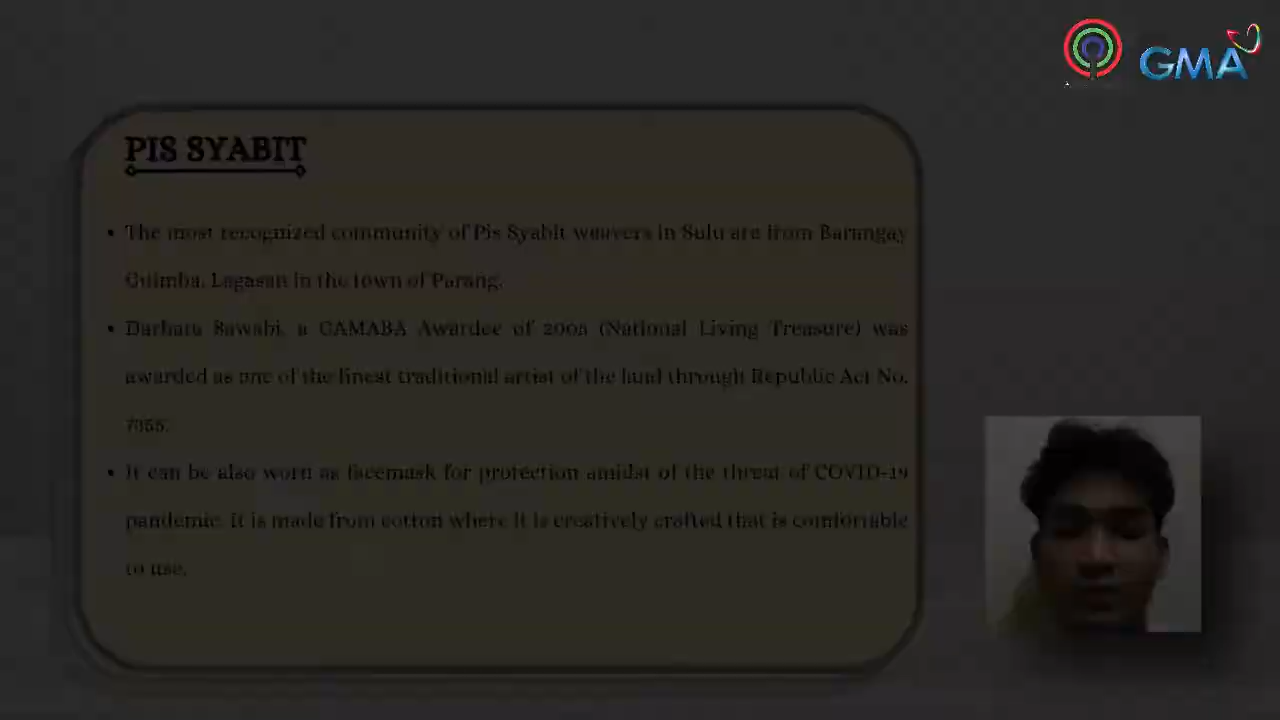 GMA
PIS SYABIT
• The most recognized community of Pis Syabit weavers in Sulu are from Barangay
Guimba, Lagasan in the town of Parang.
• Darhata Sawabi, a GAMABA Awardee of 2005 (National Living Treasure) was
awarded as one of the finest traditional artist of the land through Republic Act No.
7355.
• It can be also worn as facemask for protection amidst of the threat of COVID-19
pandemic. It is made from cotton where it is creatively crafted that is comfortable
to use.